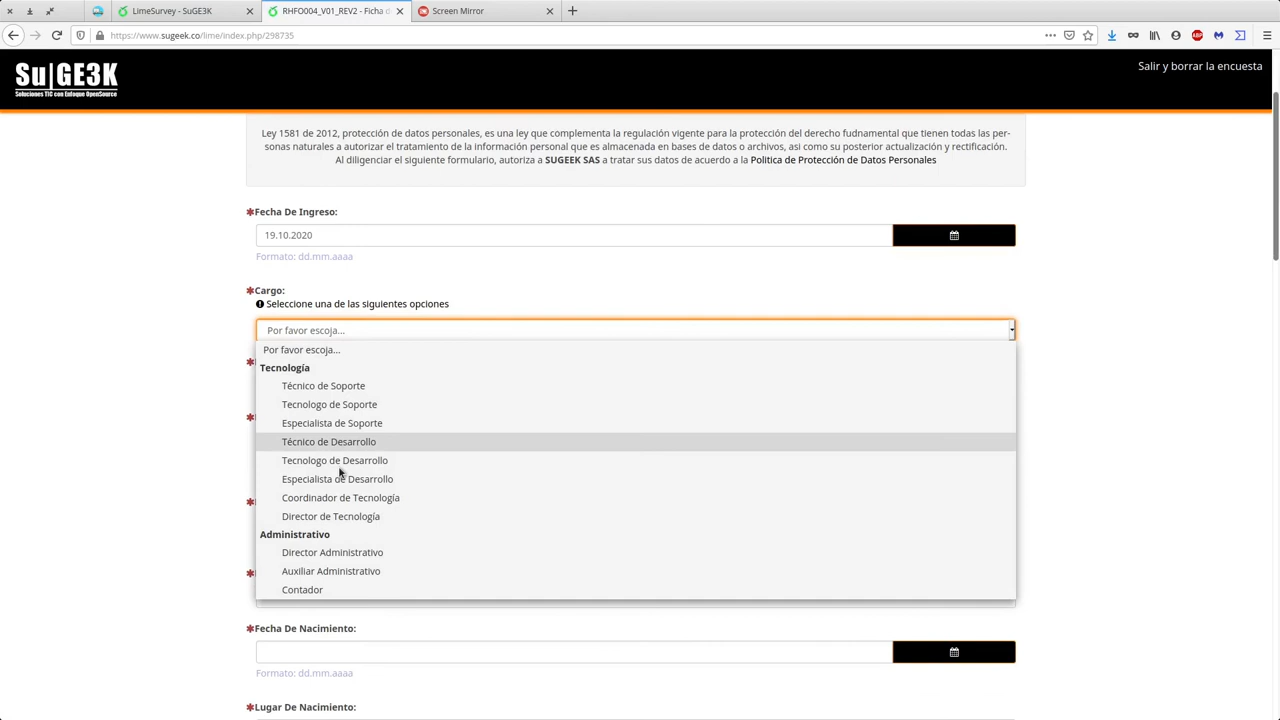 LimeSurvey - SuGE3K
RHFO004_V01_REV2 - Ficha d
Screen Mirror
https://www.sugeek.co/lime/index.php/298735
Su|GE3K
Soluciones TIC con Enfoque OpenSource
Salir y borrar la encuesta
Ley 1581 de 2012, protección de datos personales, es una ley que complementa la regulación vigente para la protección del derecho fudnamental que tienen todas las per-
sonas naturales a autorizar el tratamiento de la información personal que es almacenada en bases de datos o archivos, asi como su posterior actualización y rectificación.
Al diligenciar el siguiente formulario, autoriza a SUGEEK SAS a tratar sus datos de acuerdo a la Politica de Protección de Datos Personales
✱Fecha De Ingreso:
19.10.2020
Formato: dd.mm.aaaa
✱Cargo:
Seleccione una de las siguientes opciones
Por favor escoja...
Por favor escoja...
Tecnología
Técnico de Soporte
Tecnologo de Soporte
Especialista de Soporte
Técnico de Desarrollo
Tecnologo de Desarrollo
Especialista de Desarrollo
Coordinador de Tecnología
Director de Tecnología
Administrativo
Director Administrativo
Auxiliar Administrativo
Contador
✱Fecha De Nacimiento:
Formato: dd.mm.aaaa
✱Lugar De Nacimiento: